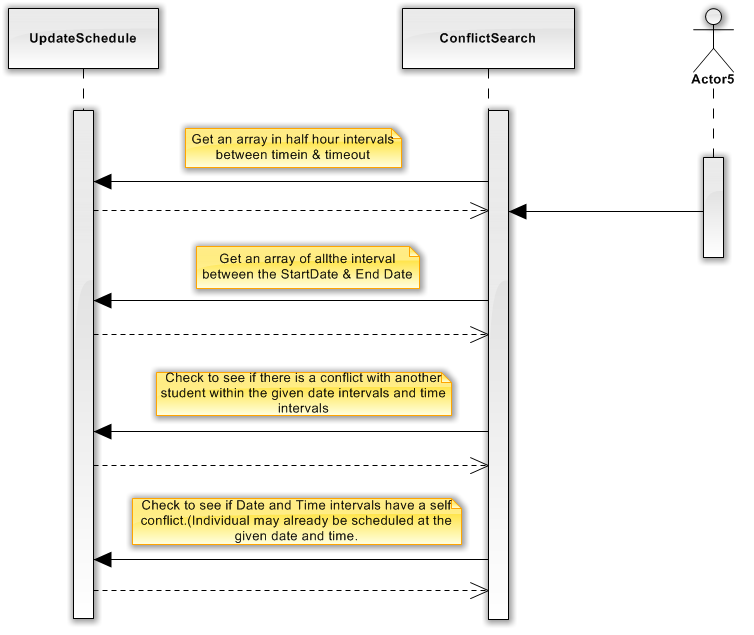 UpdateSchedule
ConflictSearch
Actor5
Get an array in half hour intervals
between timein & timeout
Get an array of allthe interval
between the StartDate & End Date
Check to see if there is a conflict with another
student within the given date intervals and time
intervals
Check to see if Date and Time intervals have a self
conflict.(Individual may already be scheduled at the
given date and time.